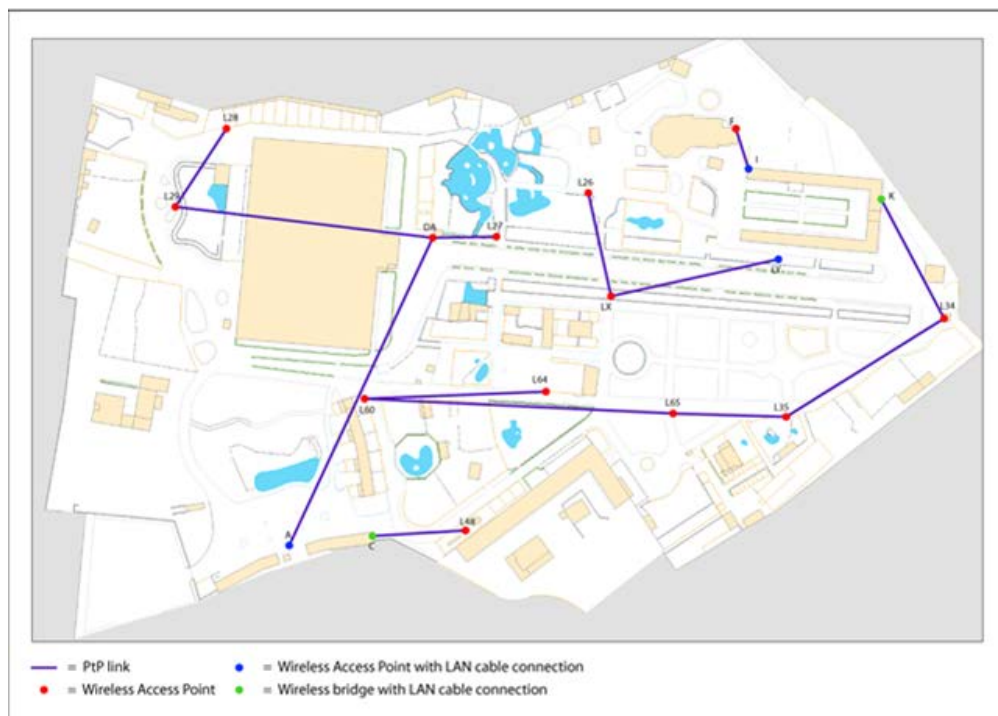 L28
F
I
L26
L29
K
DA
L27
LX
L34
L64
L60
L65
L35
A
C
L48
= PtP link
= Wireless Access Point with LAN cable connection
= Wireless Access Point
= Wireless bridge with LAN cable connection